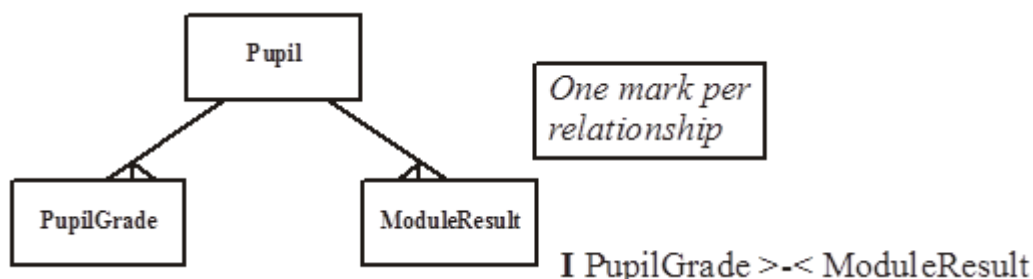 Pupil
One mark per
relationship
PupilGrade
ModuleResult
I PupilGrade >-< ModuleResult